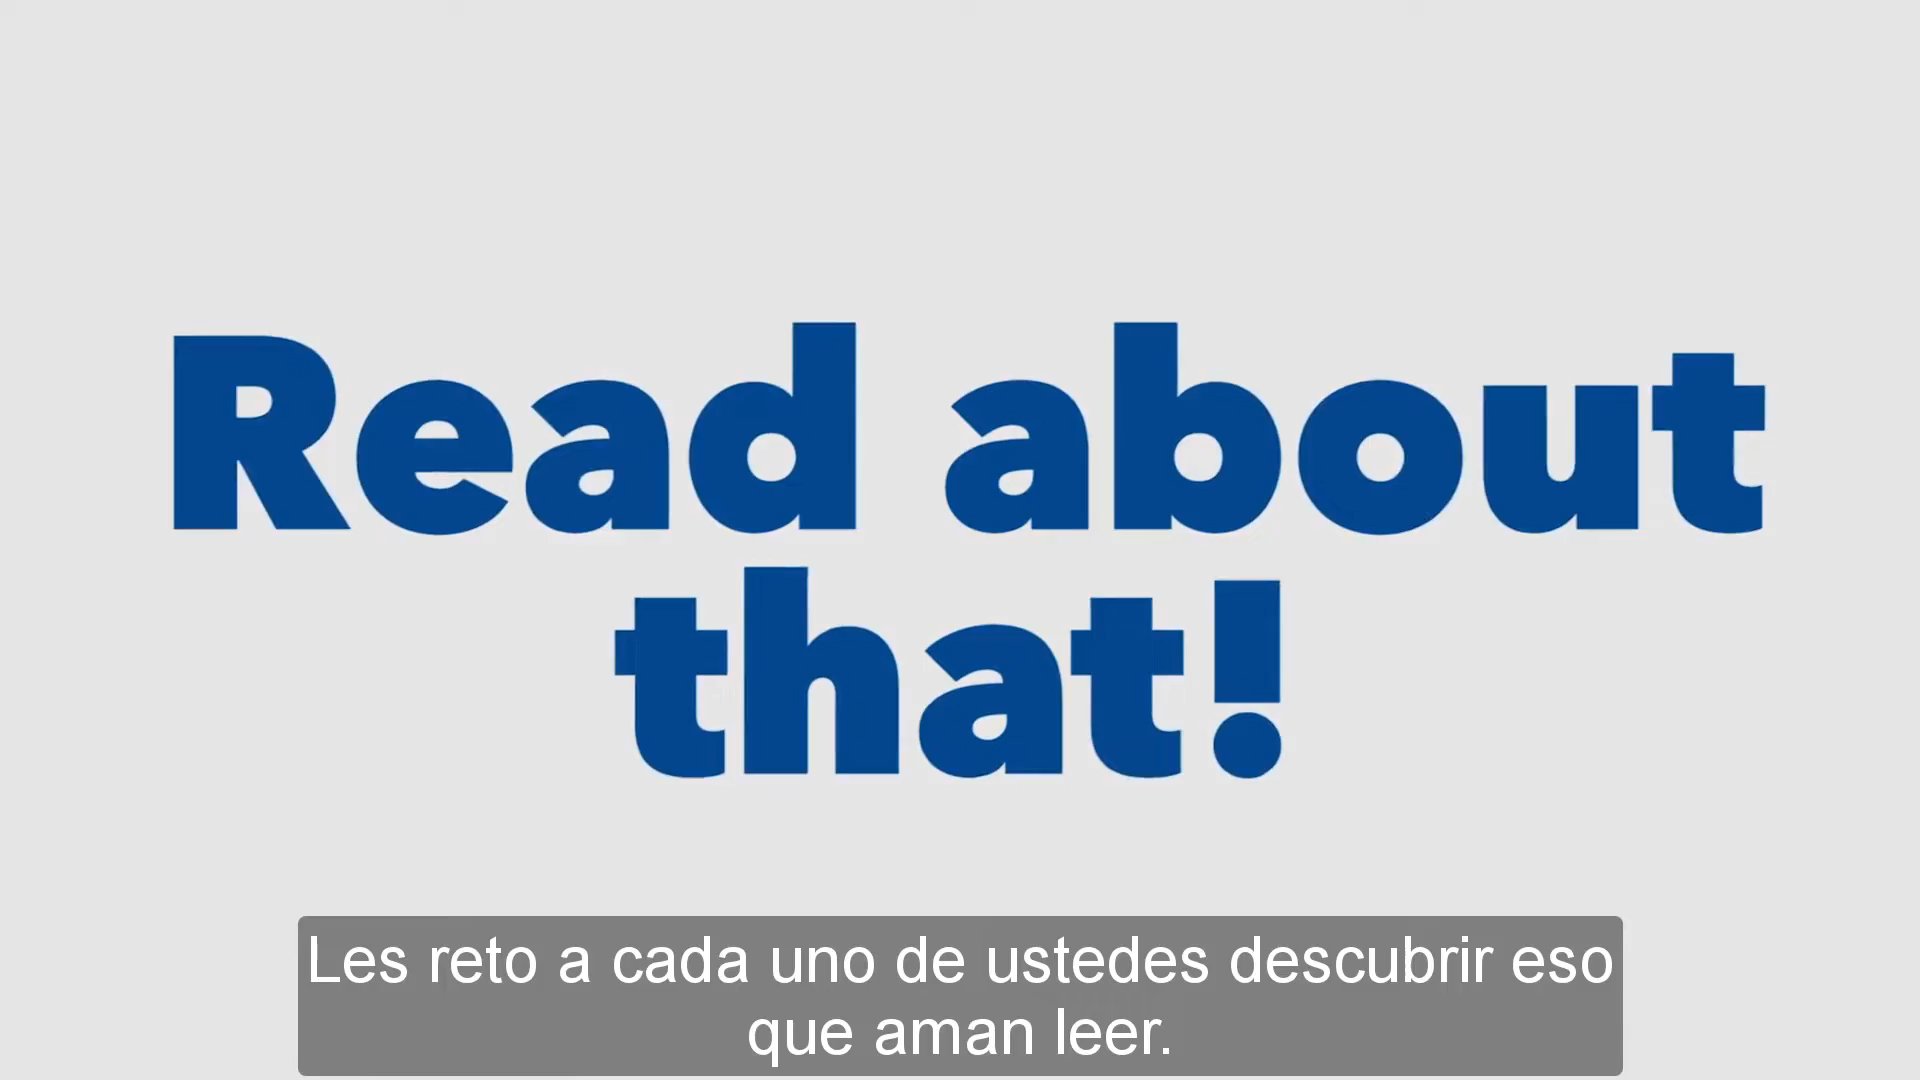 Read about
that!
Les reto a cada uno de ustedes descubrir eso
que aman leer.